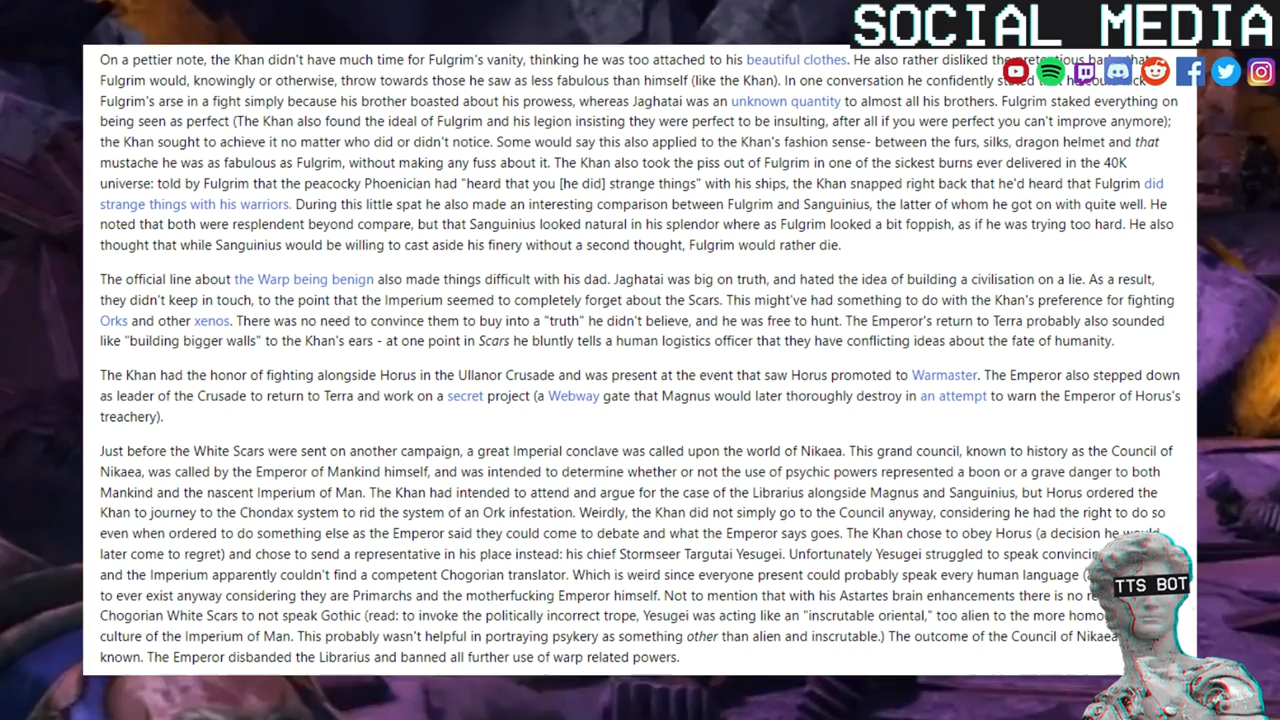 SOCIAL MEDIA
On a pettier note, the Khan didn't have much time for Fulgrim's vanity, thinking he was too attached to his beautiful clothes. He also rather disliked the
Fulgrim would, knowingly or otherwise, direct towards those he saw as less fabulous than himself (like the Khan). In one conversation he confidently
Fulgrim's arse in a fight simply because his brother boasted about his prowess, whereas Jaghatai was an unknown quantity to almost all his brothers. Fulgrim staked everything on
being seen as perfect (The Khan also found the ideal of Fulgrim and his legion insisting they were perfect to be insulting, after all if you were perfect you can't improve anymore);
the Khan sought to achieve it no matter who did or didn't notice. Some would say this also applied to the Khan's fashion sense- between the furs, silks, dragon helmet and that
mustache he was as fabulous as Fulgrim, without making any fuss about it. The Khan also took the piss out of Fulgrim in one of the sickest burns ever delivered in the 40K
universe: told by Fulgrim that the peacocky Phoenician had "heard that you [he did] strange things" with his ships, the Khan snapped right back that he'd heard that Fulgrim did
strange things with his warriors. During this little spat he also made an interesting comparison between Fulgrim and Sanguinius, the latter of whom he got on with quite well. He
noted that both were resplendent beyond compare, but that Sanguinius looked natural in his splendor where as Fulgrim looked a bit foppish, as if he was trying too hard. He also
thought that while Sanguinius would be willing to cast aside his finery without a second thought, Fulgrim would rather die.
The official line about the Warp being benign also made things difficult with his dad. Jaghatai was big on truth, and hated the idea of building a civilisation on a lie. As a result,
they didn't keep in touch, to the point that the Imperium seemed to completely forget about the Scars. This might've had something to do with the Khan's preference for fighting
Orks and other xenos. There was no need to convince them to buy into a "truth" he didn't believe, and he was free to hunt. The Emperor's return to Terra probably also sounded
like "building bigger walls" to the Khan's ears - at one point in Scars he bluntly tells a human logistics officer that they have conflicting ideas about the fate of humanity.
The Khan had the honor of fighting alongside Horus in the Ullanor Crusade and was present at the event that saw Horus promoted to Warmaster. The Emperor also stepped down
as leader of the Crusade to return to Terra and work on a secret project (a Webway gate that Magnus would later thoroughly destroy in an attempt to warn the Emperor of Horus's
treachery).
Just before the White Scars were sent on another campaign, a great Imperial conclave was called upon the world of Nikaea. This grand council, known to history as the Council of
Nikaea, was called by the Emperor of Mankind himself, and was intended to determine whether or not the use of psychic powers represented a boon or a grave danger to both
Mankind and the nascent Imperium of Man. The Khan had intended to attend and argue for the case of the Librarius alongside Magnus and Sanguinius, but Horus ordered the
Khan to journey to the Chondax system to rid the system of an Ork infestation. Weirdly, the Khan did not simply go to the Council anyway, considering he had the right to do so
even when ordered to do something else as the Emperor said they could come to debate and what the Emperor says goes. The Khan chose to obey Horus (a decision he would
later come to regret) and chose to send a representative in his place instead: his chief Stormseer Targutai Yesugei. Unfortunately Yesugei struggled to speak
and the Imperium apparently couldn't find a competent Chogorian translator. Which is weird since everyone present could probably speak every human language
to ever exist anyway considering they are Primarchs and the motherfucking Emperor himself. Not to mention that with his Astartes brain enhancements there is no
Chogorian White Scars to not speak Gothic (read: to invoke the politically incorrect trope, Yesugei was acting like an "inscrutable oriental," too alien to the more
culture of the Imperium of Man. This probably wasn't helpful in portraying psykery as something other than alien and inscrutable.) The outcome of the Council of Nikaea
known. The Emperor disbanded the Librarius and banned all further use of warp related powers.
TTS BOT